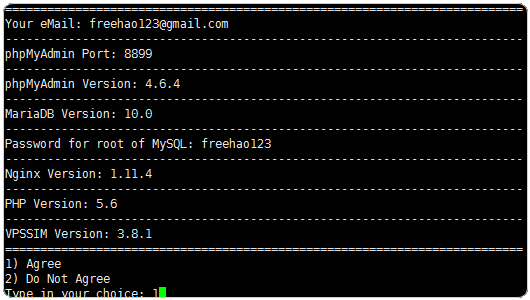 ==========================================================================
Your eMail: freehao123@gmail.com
--------------------------------------------------------------------------
phpMyAdmin Port: 8899
--------------------------------------------------------------------------
phpMyAdmin Version: 4.6.4
--------------------------------------------------------------------------
MariaDB Version: 10.0
--------------------------------------------------------------------------
Password for root of MySQL: freehao123
--------------------------------------------------------------------------
Nginx Version: 1.11.4
--------------------------------------------------------------------------
PHP Version: 5.6
--------------------------------------------------------------------------
VPSSIM Version: 3.8.1
==========================================================================
1) Agree
2) Do Not Agree
Type in your choice: 1